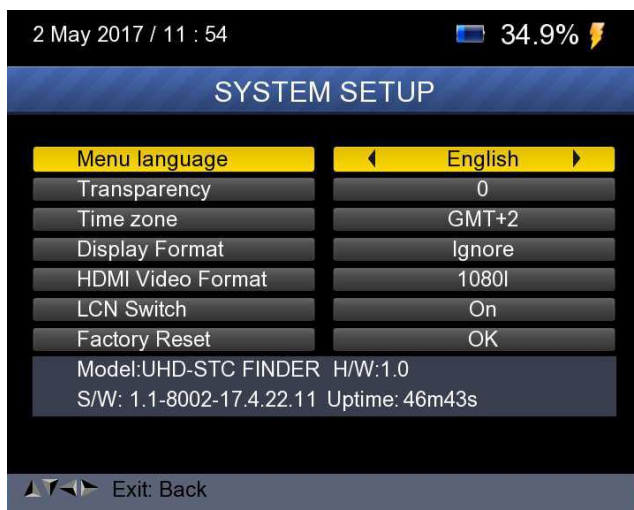 2 May 2017 / 11 : 54 34.9%
SYSTEM SETUP
Menu language English
Transparency 0
Time zone GMT+2
Display Format Ignore
HDMI Video Format 1080I
LCN Switch On
Factory Reset OK
Model:UHD-STC FINDER H/W:1.0
S/W: 1.1-8002-17.4.22.11 Uptime: 46m43s
Exit: Back